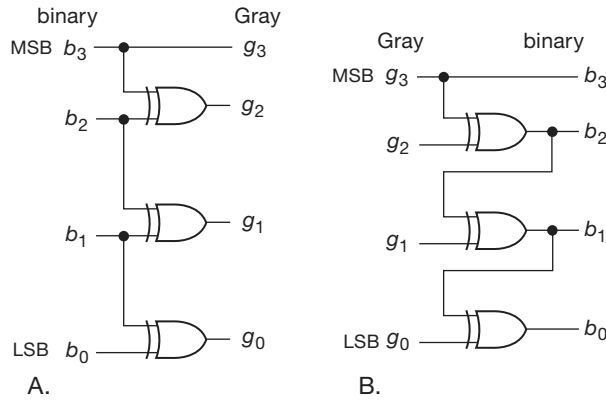 binary Gray
MSB b3 g3
g2
b2
g1
b1
g0
LSB b0
A.
Gray binary
MSB g3 b3
b2
g2
b1
g1
b0
LSB g0
B.